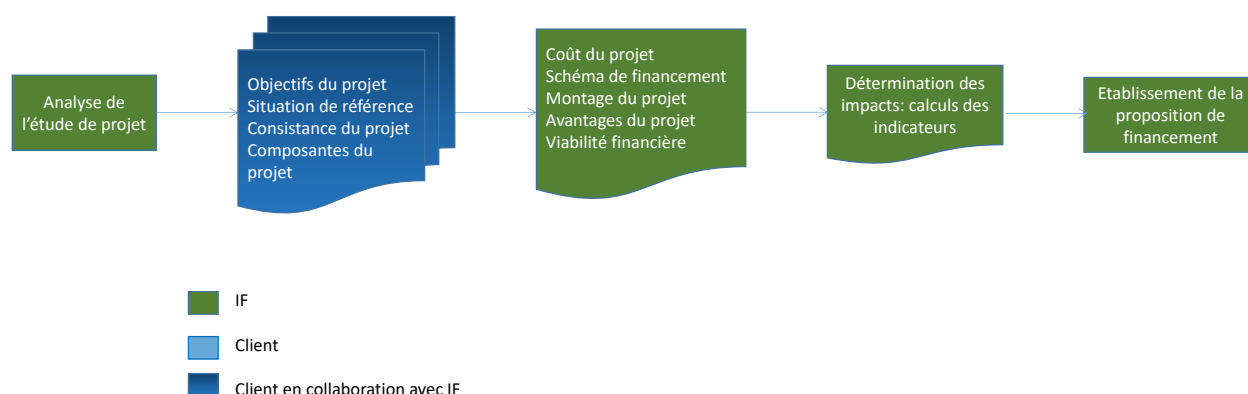 Analyse de
l'étude de projet
Objectifs du projet
Situation de référence
Consistance du projet
Composantes du
projet
Coût du projet
Schéma de financement
Montage du projet
Avantages du projet
Viabilité financière
Détermination des
impacts: calculs des
indicateurs
Etablissement de la
proposition de
financement
IF
Client
Client en collaboration avec IF